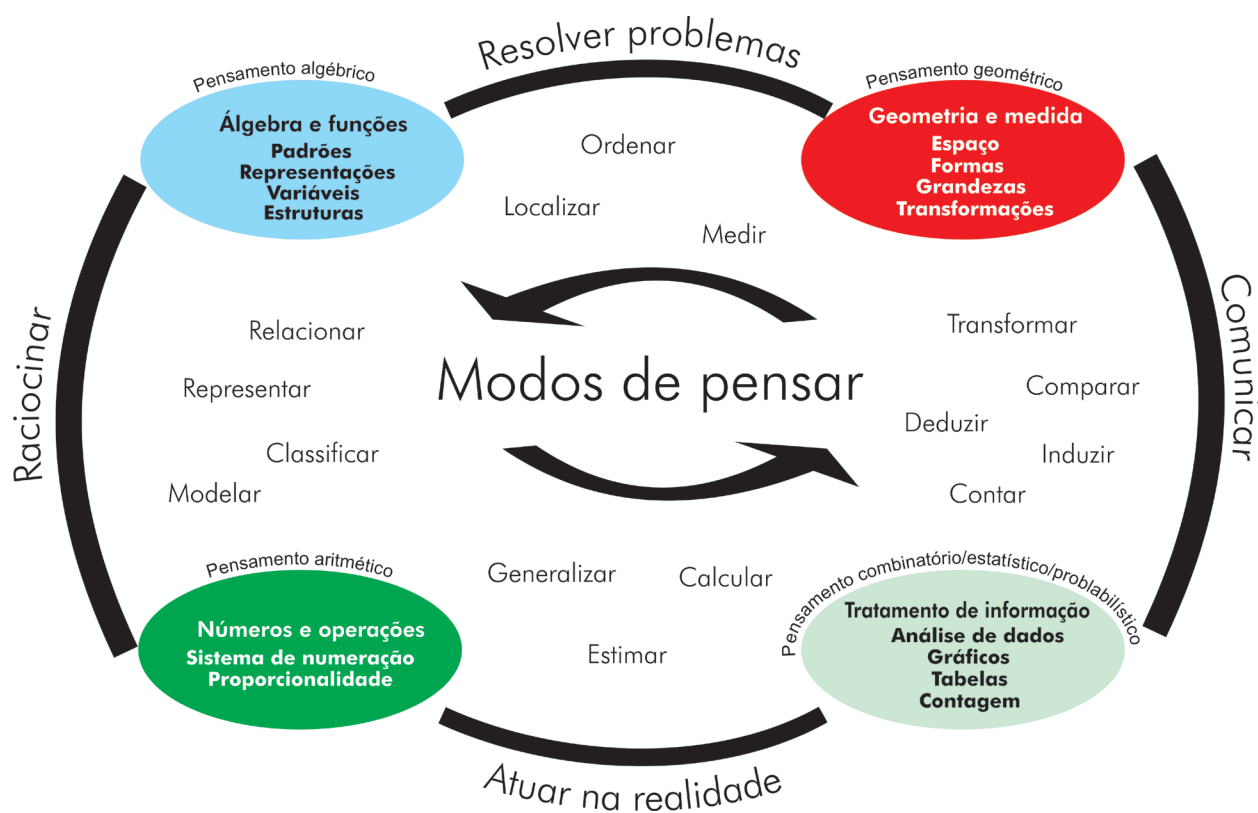 Resolver problemas
Pensamento algébrico
Álgebra e funções
Padrões
Representações
Variáveis
Estruturas
Pensamento geométrico
Geometria e medida
Espaço
Formas
Grandezas
Transformações
Ordenar
Localizar
Medir
Raciocinar
Comunicar
Relacionar
Representar
Classificar
Modelar
Modos de pensar
Transformar
Comparar
Deduzir
Induzir
Contar
Pensamento aritmético
Números e operações
Sistema de numeração
Proporcionalidade
Generalizar
Calcular
Estimar
Pensamento combinatório/estatístico/problabilístico
Tratamento de informação
Análise de dados
Gráficos
Tabelas
Contagem
Atuar na realidade